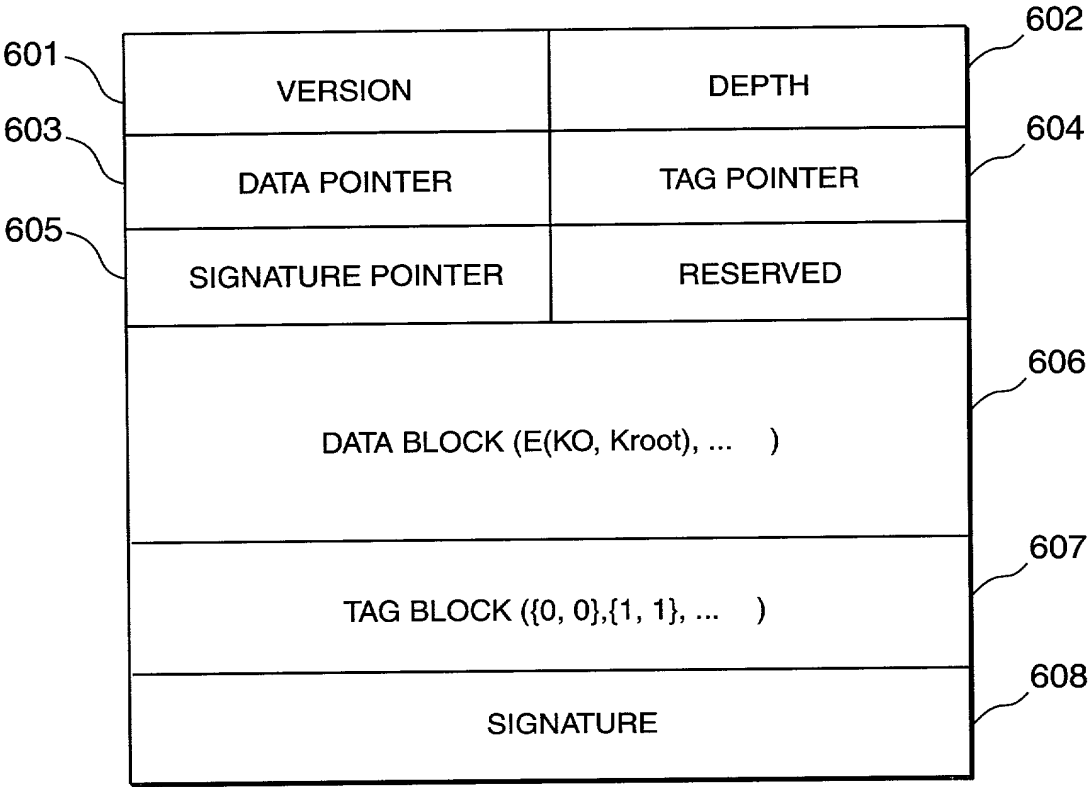 601 VERSION DEPTH 602
603 DATA POINTER TAG POINTER 604
605 SIGNATURE POINTER RESERVED
DATA BLOCK (E(KO, Kroot), ... ) 606
TAG BLOCK ({0, 0},{1, 1}, ... ) 607
SIGNATURE 608